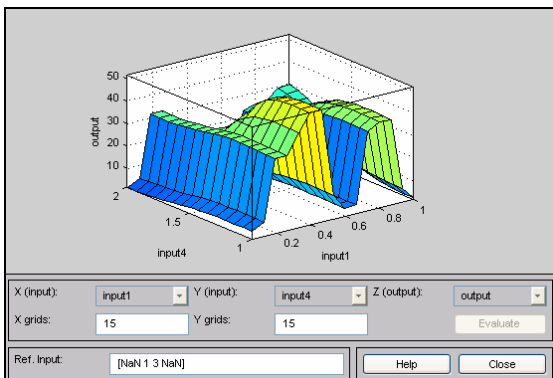 50
40
30
20
10
output
2
1.5
1
input4
0.2
0.4
0.6
0.8
1
input1
X (input): input1 Y (input): input4 Z (output): output
X grids: 15 Y grids: 15 Evaluate
Ref. Input: [NaN 1 3 NaN] Help Close